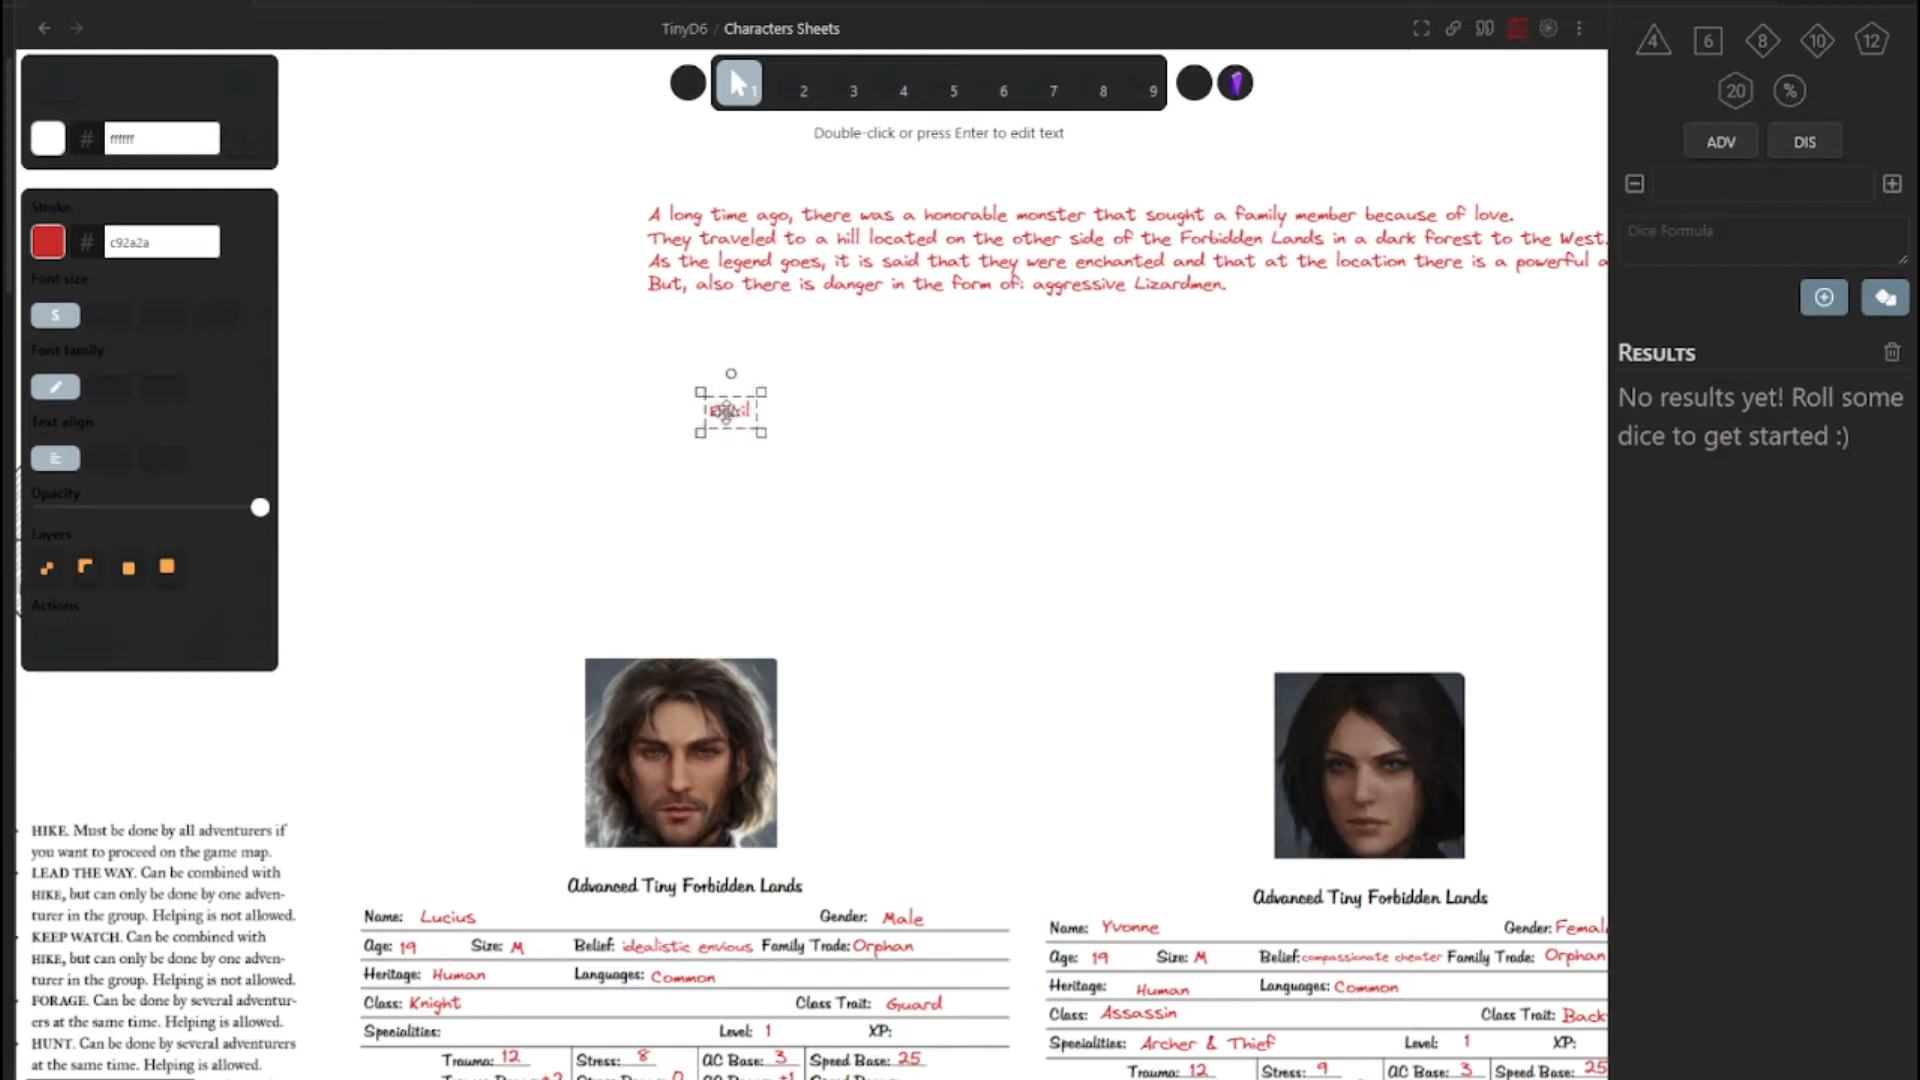 TinyD6 / Characters Sheets
4 6 8 10 12
20 %
ADV DIS
Dice Formula
RESULTS
No results yet! Roll some
dice to get started :)
1 2 3 4 5 6 7 8 9
Double-click or press Enter to edit text
# ffffff
Stroke
# c92a2a
Font size
S
Font family
Text align
Opacity
Layers
Actions
A long time ago, there was a honorable monster that sought a family member because of love.
They traveled to a hill located on the other side of the Forbidden Lands in a dark forest to the West.
As the legend goes, it is said that they were enchanted and that at the location there is a powerful a
But, also there is danger in the form of: aggressive Lizardmen.
HIKE. Must be done by all adventurers if
you want to proceed on the game map.
LEAD THE WAY. Can be combined with
HIKE, but can only be done by one adven-
turer in the group. Helping is not allowed.
KEEP WATCH. Can be combined with
HIKE, but can only be done by one adven-
turer in the group. Helping is not allowed.
FORAGE. Can be done by several adventur-
ers at the same time. Helping is allowed.
HUNT. Can be done by several adventurers
at the same time. Helping is allowed.
Advanced Tiny Forbidden Lands
Name: Lucius Gender: Male
Age: 19 Size: M Belief: idealistic envious Family Trade: Orphan
Heritage: Human Languages: Common
Class: Knight Class Trait: Guard
Specialities: Level: 1 XP:
Trauma: 12 Stress: 8 AC Base: 3 Speed Base: 25
Advanced Tiny Forbidden Lands
Name: Yvonne Gender: Femal
Age: 19 Size: M Belief: compassionate cheater Family Trade: Orphan
Heritage: Human Languages: Common
Class: Assassin Class Trait: Back
Specialities: Archer & Thief Level: 1 XP:
Trauma: 12 Stress: 9 AC Base: 3 Speed Base: 25